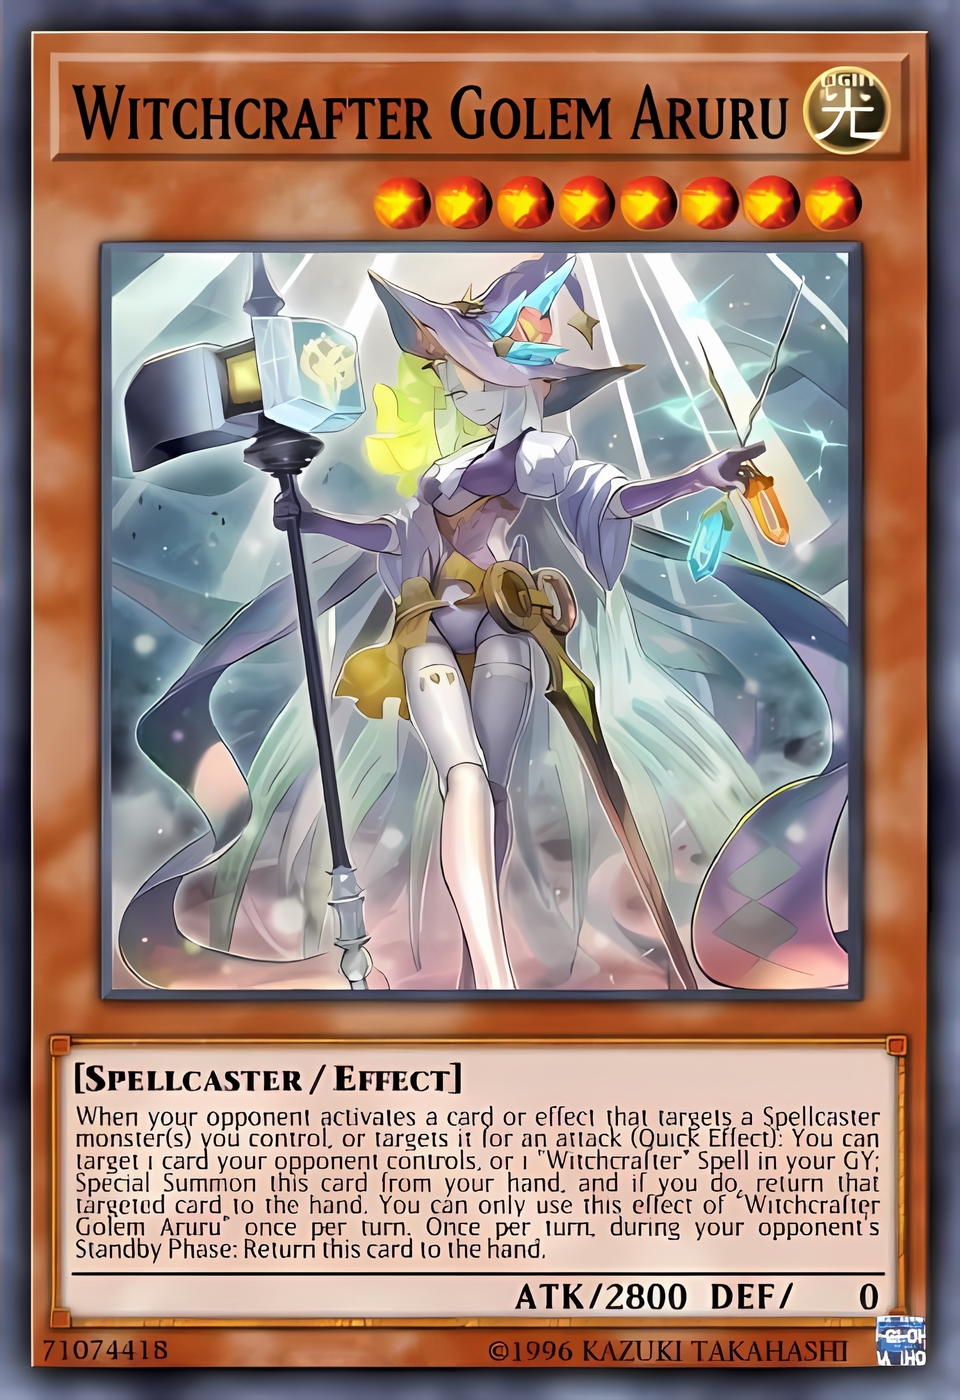 WITCHCRAFTER GOLEM ARURU
光
[SPELLCASTER / EFFECT]
When your opponent activates a card or effect that targets a Spellcaster
monster(s) you control, or targets it for an attack (Quick Effect): You can
target 1 card your opponent controls, or 1 "Witchcrafter" Spell in your GY;
Special Summon this card from your hand, and if you do, return that
targeted card to the hand. You can only use this effect of "Witchcrafter
Golem Aruru" once per turn. Once per turn, during your opponent's
Standby Phase: Return this card to the hand.
ATK/2800 DEF/ 0
71074418 ©1996 KAZUKI TAKAHASHI